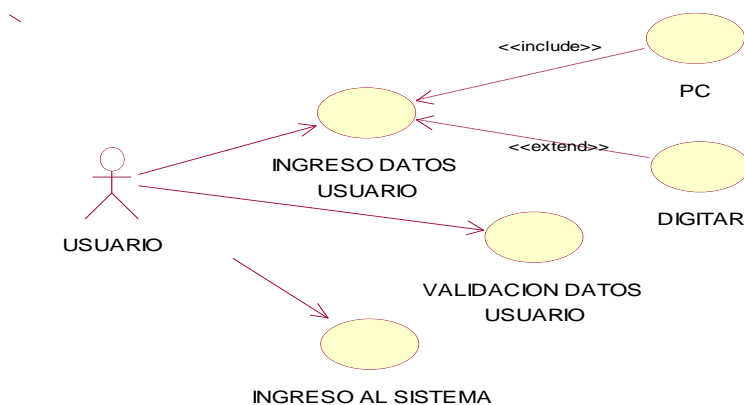 <<include>>
PC
INGRESO DATOS
USUARIO
<<extend>>
DIGITAR
USUARIO
VALIDACION DATOS
USUARIO
INGRESO AL SISTEMA